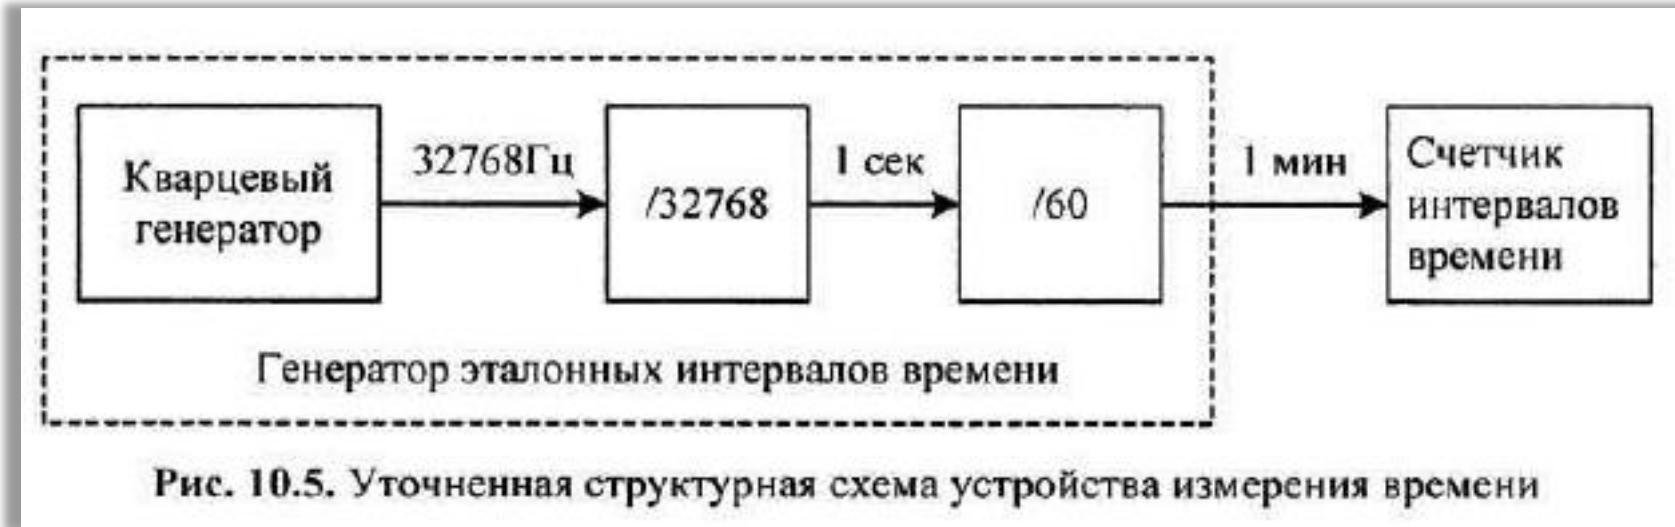 Кварцевый
генератор
32768Гц
/32768
1 сек
/60
1 мин
Счетчик
интервалов
времени
Генератор эталонных интервалов времени
Рис. 10.5. Уточненная структурная схема устройства измерения времени